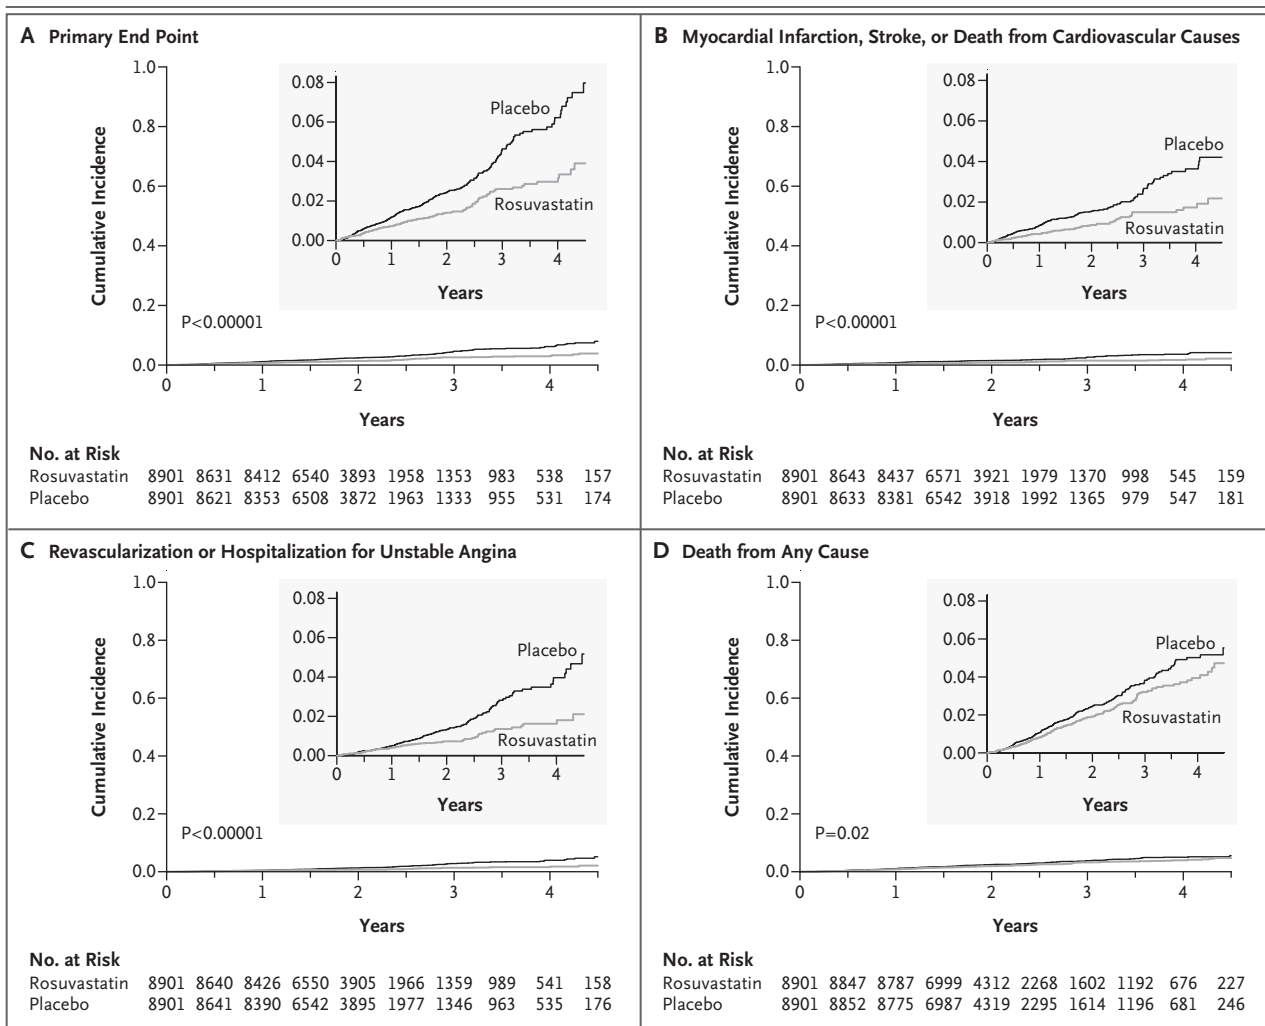 A Primary End Point
1.0
0.8
0.6
0.4
0.2
0.0
Cumulative Incidence
0.08
0.06
0.04
0.02
0.00
Placebo
Rosuvastatin
0 1 2 3 4
Years
P<0.00001
0 1 2 3 4
Years
No. at Risk
Rosuvastatin 8901 8631 8412 6540 3893 1958 1353 983 538 157
Placebo 8901 8621 8353 6508 3872 1963 1333 955 531 174
B Myocardial Infarction, Stroke, or Death from Cardiovascular Causes
1.0
0.8
0.6
0.4
0.2
0.0
Cumulative Incidence
0.08
0.06
0.04
0.02
0.00
Placebo
Rosuvastatin
0 1 2 3 4
Years
P<0.00001
0 1 2 3 4
Years
No. at Risk
Rosuvastatin 8901 8643 8437 6571 3921 1979 1370 998 545 159
Placebo 8901 8633 8381 6542 3918 1992 1365 979 547 181
C Revascularization or Hospitalization for Unstable Angina
1.0
0.8
0.6
0.4
0.2
0.0
Cumulative Incidence
0.08
0.06
0.04
0.02
0.00
Placebo
Rosuvastatin
0 1 2 3 4
Years
P<0.00001
0 1 2 3 4
Years
No. at Risk
Rosuvastatin 8901 8640 8426 6550 3905 1966 1359 989 541 158
Placebo 8901 8641 8390 6542 3895 1977 1346 963 535 176
D Death from Any Cause
1.0
0.8
0.6
0.4
0.2
0.0
Cumulative Incidence
0.08
0.06
0.04
0.02
0.00
Placebo
Rosuvastatin
0 1 2 3 4
Years
P=0.02
0 1 2 3 4
Years
No. at Risk
Rosuvastatin 8901 8847 8787 6999 4312 2268 1602 1192 676 227
Placebo 8901 8852 8775 6987 4319 2295 1614 1196 681 246